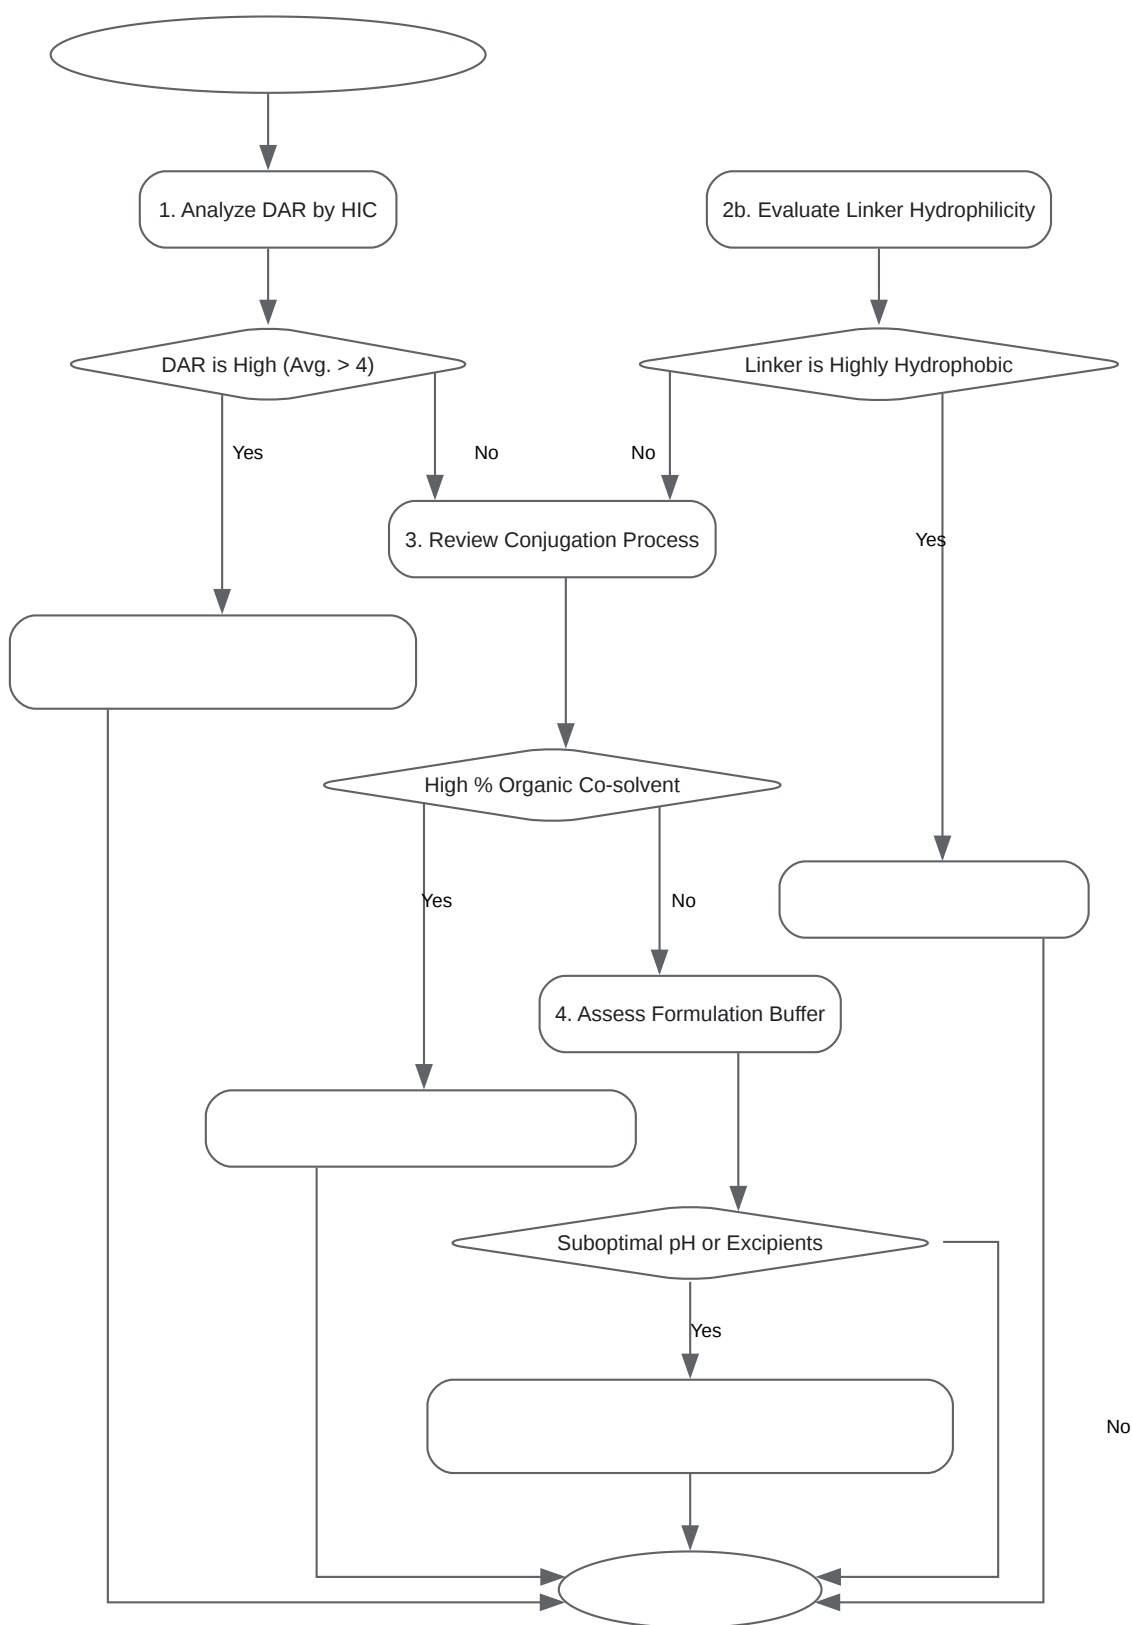 1. Analyze DAR by HIC
2b. Evaluate Linker Hydrophilicity
DAR is High (Avg. > 4)
Linker is Highly Hydrophobic
Yes
No
No
3. Review Conjugation Process
Yes
High % Organic Co-solvent
Yes
No
4. Assess Formulation Buffer
Suboptimal pH or Excipients
Yes
No